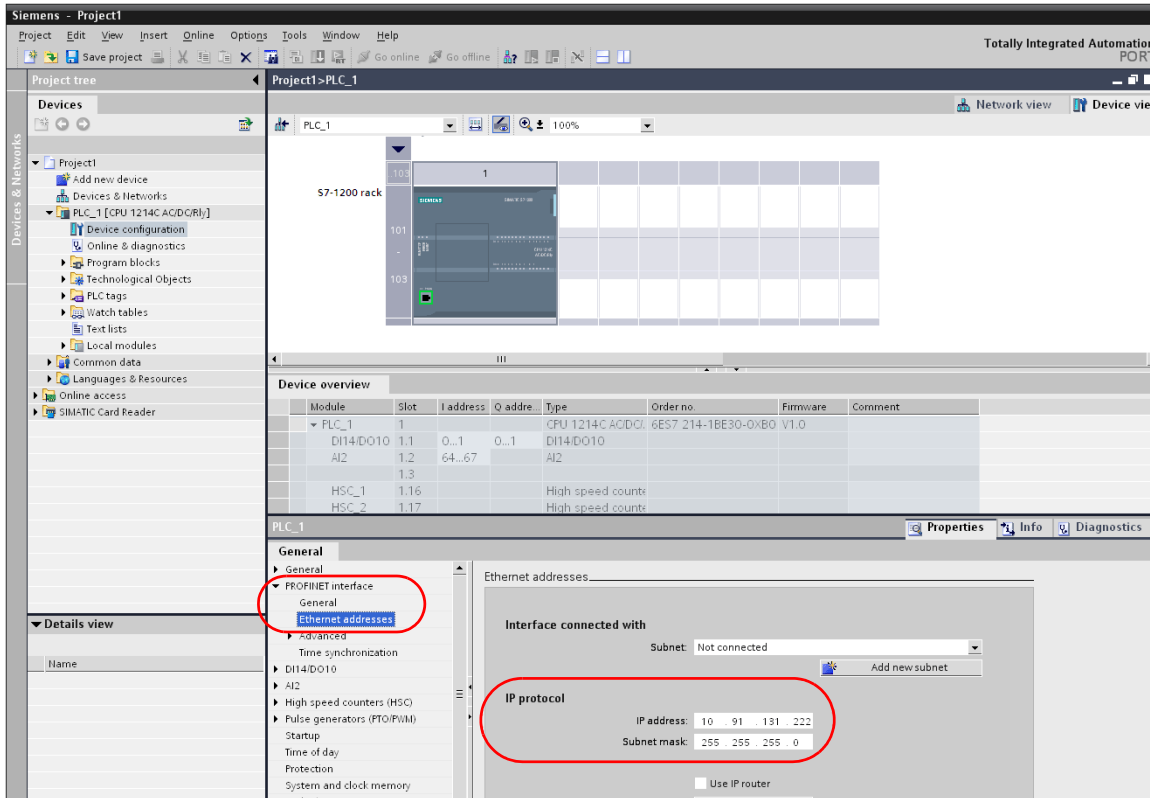 Siemens - Project1
Project Edit View Insert Online Options Tools Window Help
Totally Integrated Automation
PORT
Save project Go online Go offline
Project tree
Project1>PLC_1
Devices
Network view Device vie
PLC_1 100%
Devices & Networks
Project1
Add new device
Devices & Networks
PLC_1 [CPU 1214C AC/DC/Rly]
Device configuration
Online & diagnostics
Program blocks
Technological Objects
PLC tags
Watch tables
Text lists
Local modules
Common data
Languages & Resources
Online access
SIMATIC Card Reader
103 1
S7-1200 rack
SIEMENS
101
-
103
Device overview
Module Slot I address Q addre... Type Order no. Firmware Comment
PLC_1 1 CPU 1214C AC/DC/. 6ES7 214-1BE30-0XB0 V1.0
DI14/DO10 1.1 0...1 0...1 DI14/DO10
AI2 1.2 64...67 AI2
1.3
HSC_1 1.16 High speed counte
HSC_2 1.17 High speed counte
PLC_1
Properties Info Diagnostics
General
General
PROFINET interface
General
Ethernet addresses
Advanced
Time synchronization
DI14/DO10
AI2
High speed counters (HSC)
Pulse generators (PTO/PWM)
Startup
Time of day
Protection
System and clock memory
Ethernet addresses
Interface connected with
Subnet: Not connected
Add new subnet
IP protocol
IP address: 10 . 91 . 131 . 222
Subnet mask: 255 . 255 . 255 . 0
Use IP router
Details view
Name